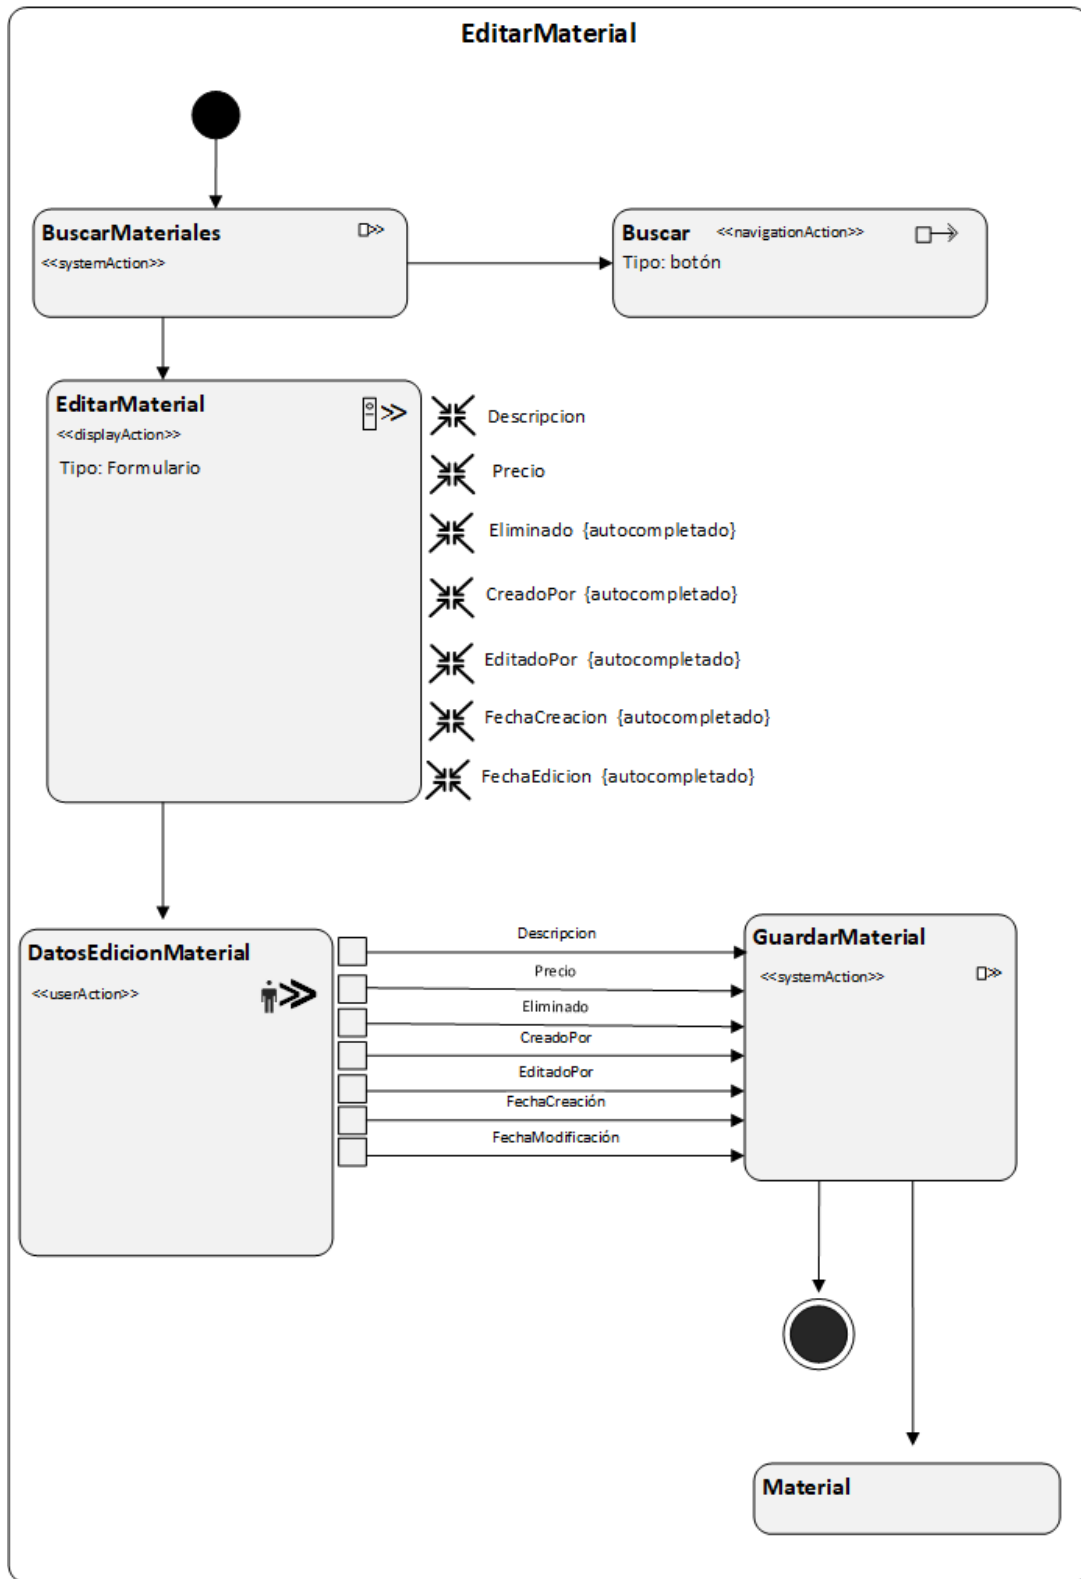 EditarMaterial
BuscarMateriales
<<systemAction>>
Buscar <<navigationAction>>
Tipo: botón
EditarMaterial
<<displayAction>>
Tipo: Formulario
Descripcion
Precio
Eliminado {autocompletado}
CreadoPor {autocompletado}
EditadoPor {autocompletado}
FechaCreacion {autocompletado}
FechaEdicion {autocompletado}
DatosEdicionMaterial
<<userAction>>
Descripcion
Precio
Eliminado
CreadoPor
EditadoPor
FechaCreación
FechaModificación
GuardarMaterial
<<systemAction>>
Material